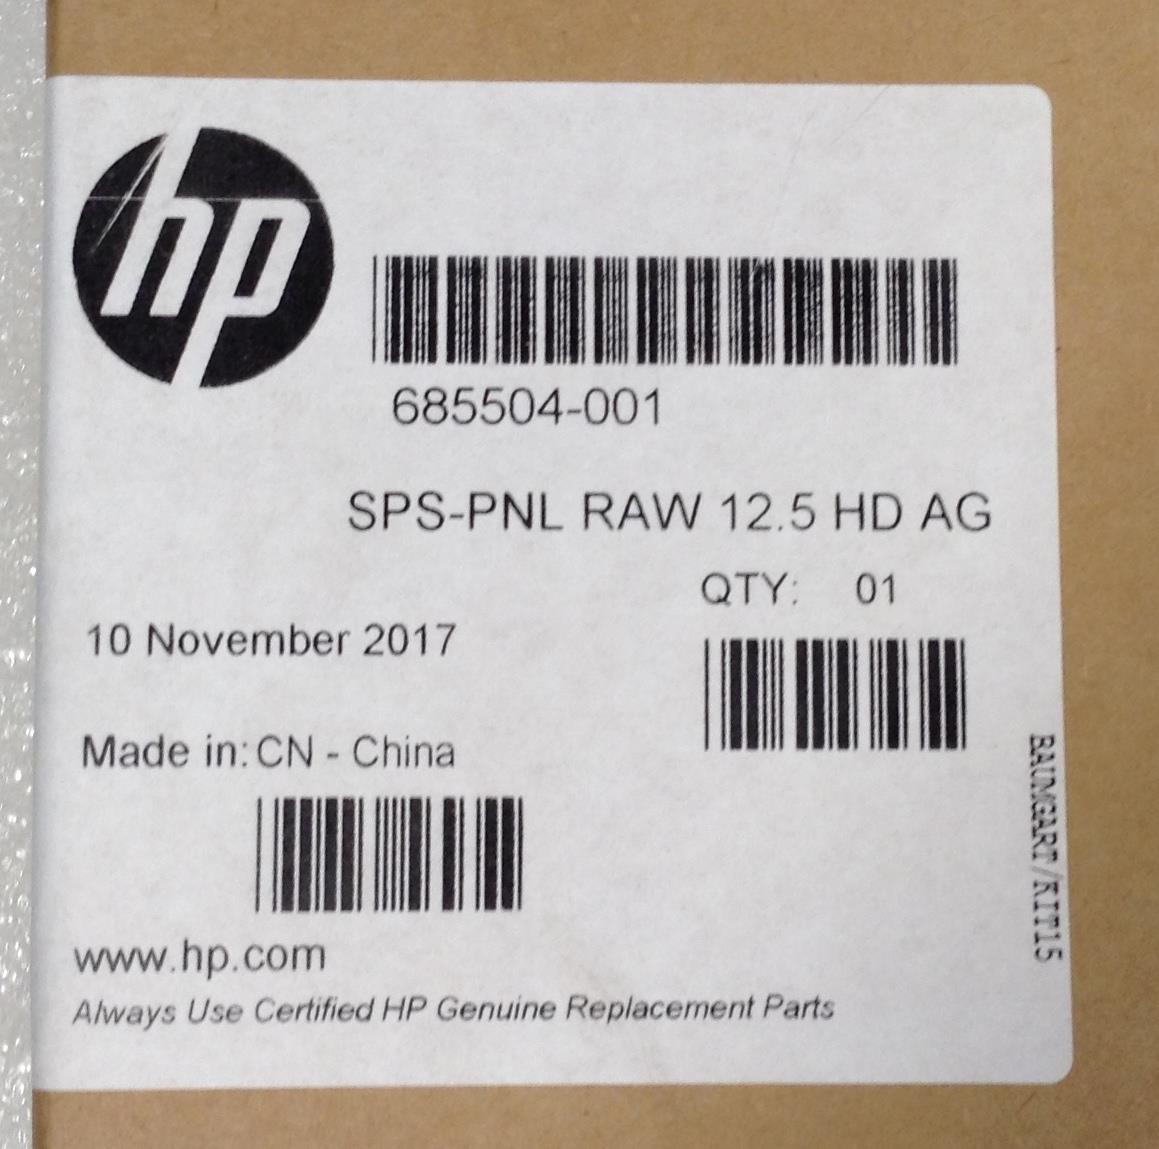 hp
685504-001
SPS-PNL RAW 12.5 HD AG
QTY: 01
10 November 2017
Made in: CN - China
www.hp.com
Always Use Certified HP Genuine Replacement Parts
BAUMGART/KIT15